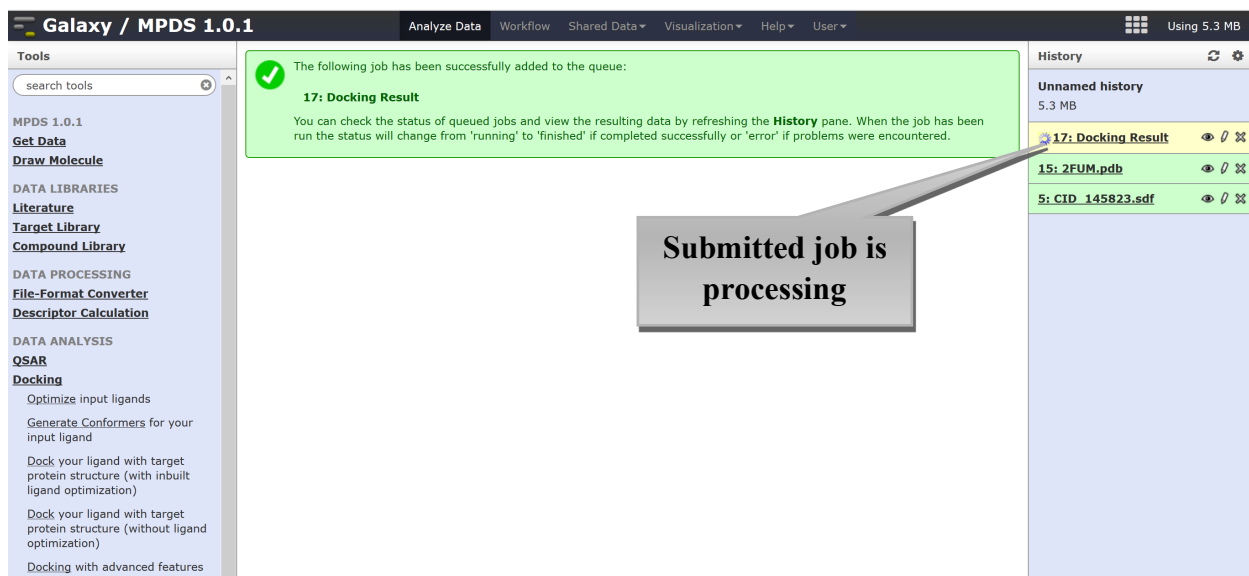 Galaxy / MPDS 1.0.1
Analyze Data Workflow Shared Data Visualization Help User
Using 5.3 MB
Tools
search tools
MPDS 1.0.1
Get Data
Draw Molecule
DATA LIBRARIES
Literature
Target Library
Compound Library
DATA PROCESSING
File-Format Converter
Descriptor Calculation
DATA ANALYSIS
QSAR
Docking
Optimize input ligands
Generate Conformers for your
input ligand
Dock your ligand with target
protein structure (with inbuilt
ligand optimization)
Dock your ligand with target
protein structure (without ligand
optimization)
Docking with advanced features
The following job has been successfully added to the queue:
17: Docking Result
You can check the status of queued jobs and view the resulting data by refreshing the History pane. When the job has been
run the status will change from 'running' to 'finished' if completed successfully or 'error' if problems were encountered.
Submitted job is
processing
History
Unnamed history
5.3 MB
17: Docking Result
15: 2FUM.pdb
5: CID_145823.sdf